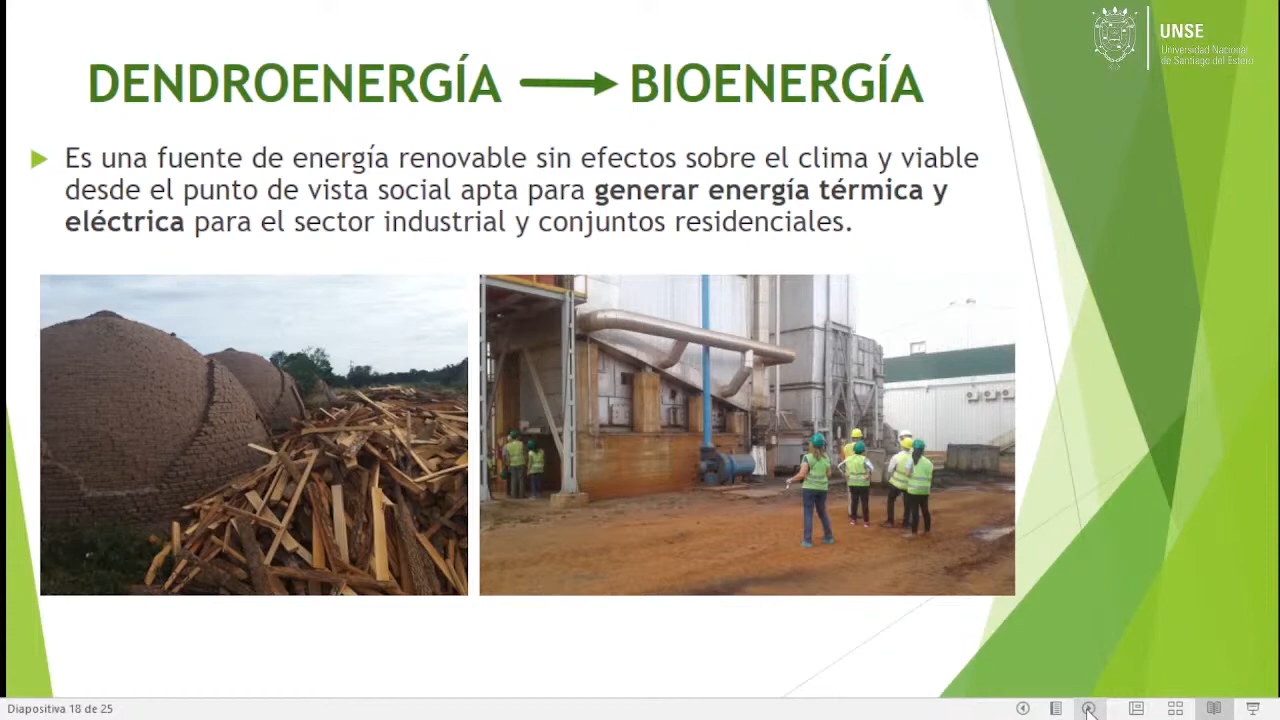 UNSE
Universidad Nacional
de Santiago del Estero
DENDROENERGÍA BIOENERGÍA
Es una fuente de energía renovable sin efectos sobre el clima y viable
desde el punto de vista social apta para generar energía térmica y
eléctrica para el sector industrial y conjuntos residenciales.
Diapositiva 18 de 25